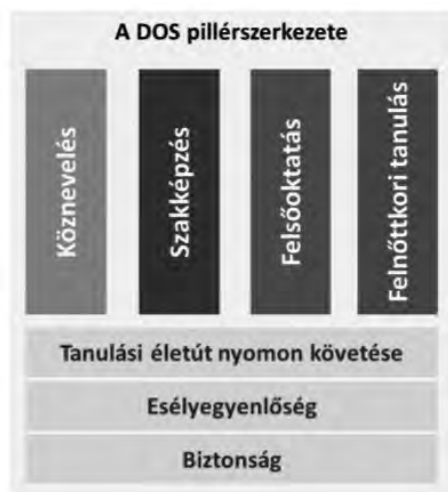 A DOS pillérszerkezete
Köznevelés
Szakképzés
Felsőoktatás
Felnőttkori tanulás
Tanulási életút nyomon követése
Esélyegyenlőség
Biztonság